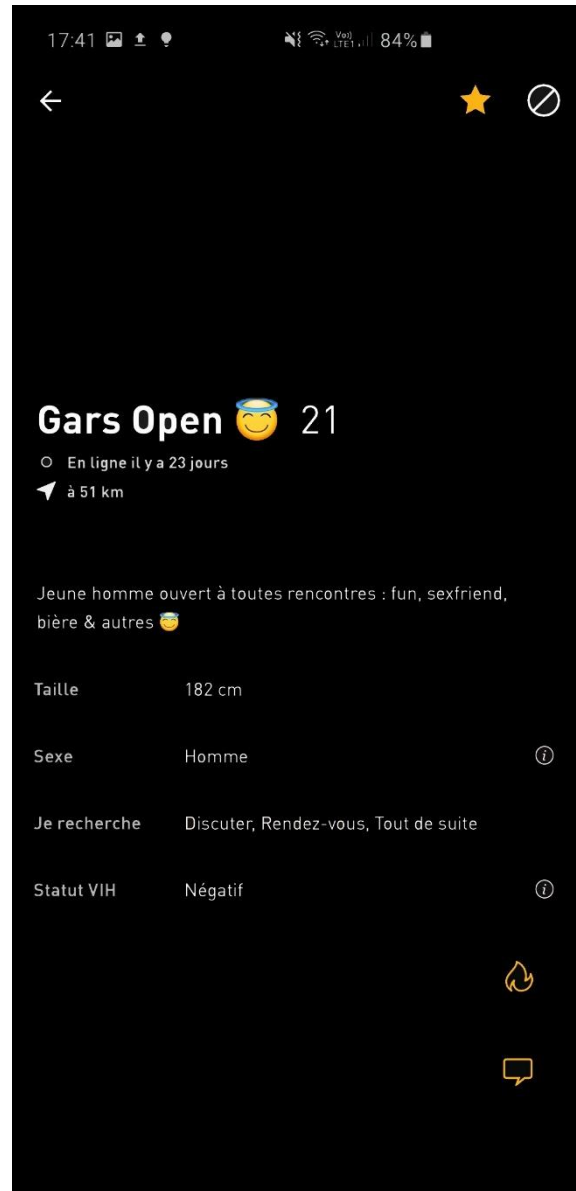 17:41 84%
Gars Open 😇 21
En ligne il y a 23 jours
à 51 km
Jeune homme ouvert à toutes rencontres : fun, sexfriend,
bière & autres 😇
Taille 182 cm
Sexe Homme
Je recherche Discuter, Rendez-vous, Tout de suite
Statut VIH Négatif